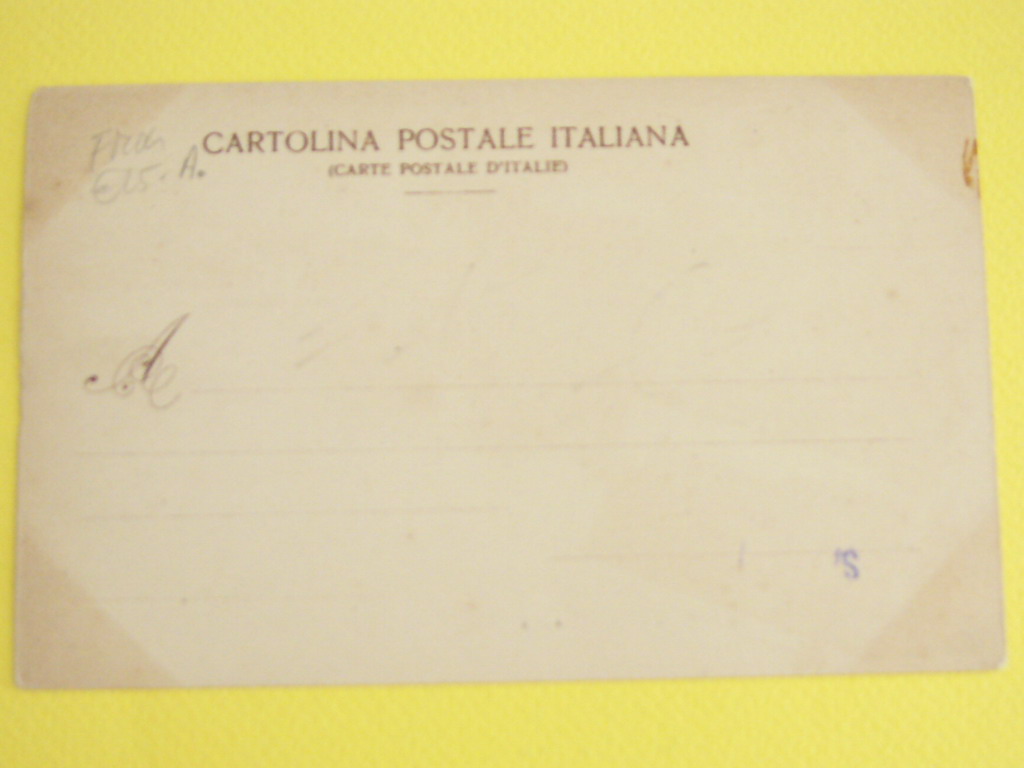 CARTOLINA POSTALE ITALIANA
(CARTE POSTALE D'ITALIE)
A.
A
S